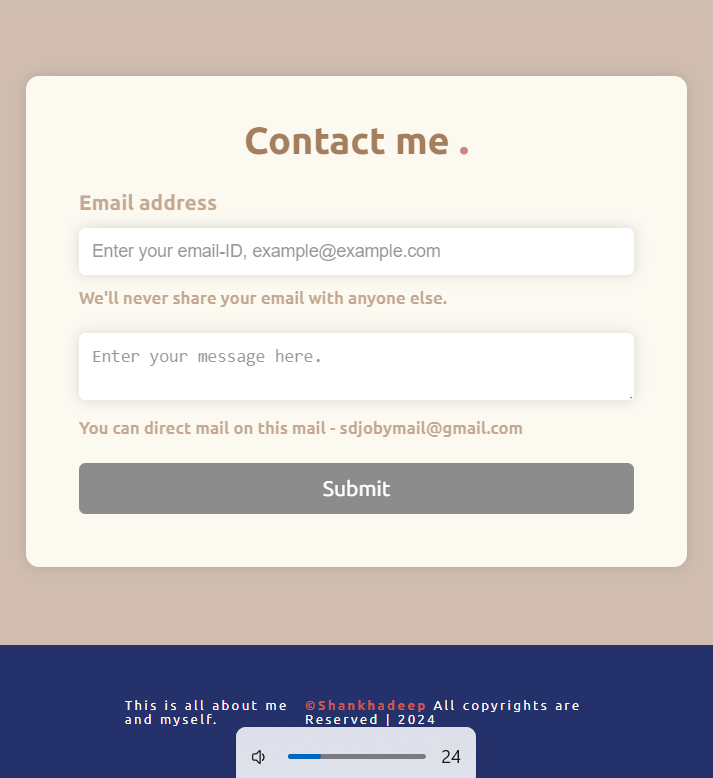 Contact me .
Email address
Enter your email-ID, example@example.com
We'll never share your email with anyone else.
Enter your message here.
You can direct mail on this mail - sdjobymail@gmail.com
Submit
This is all about me
and myself.
©Shankhadeep All copyrights are
Reserved | 2024
24